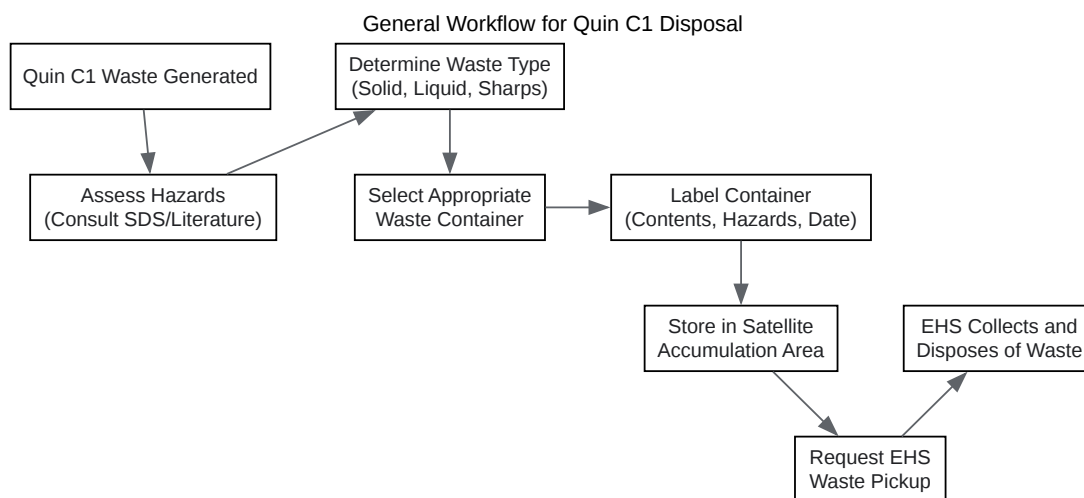 General Workflow for Quin C1 Disposal
Quin C1 Waste Generated
Assess Hazards
(Consult SDS/Literature)
Determine Waste Type
(Solid, Liquid, Sharps)
Select Appropriate
Waste Container
Label Container
(Contents, Hazards, Date)
Store in Satellite
Accumulation Area
Request EHS
Waste Pickup
EHS Collects and
Disposes of Waste